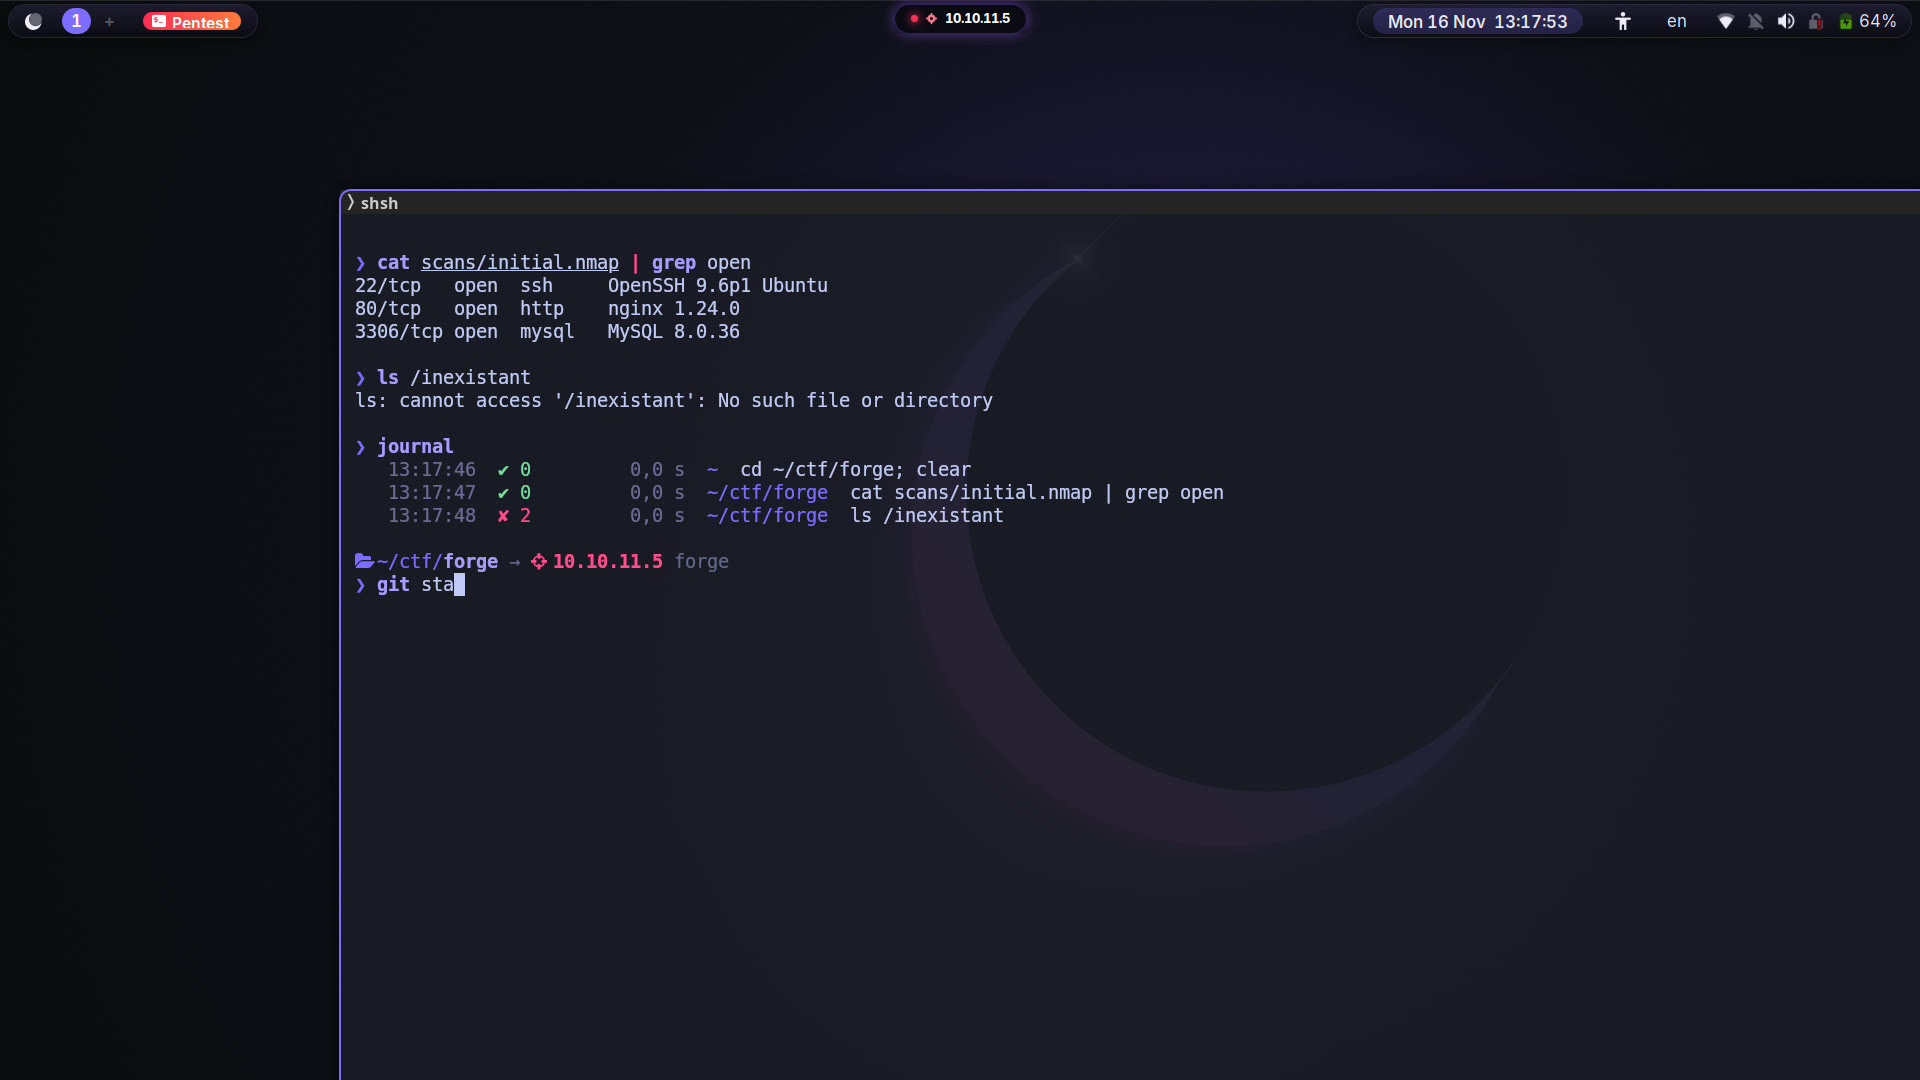 1 + Pentest
10.10.11.5
Mon 16 Nov 13:17:53
en
64%
❭ shsh
❯ cat scans/initial.nmap | grep open
22/tcp   open  ssh     OpenSSH 9.6p1 Ubuntu
80/tcp   open  http    nginx 1.24.0
3306/tcp open  mysql   MySQL 8.0.36
❯ ls /inexistant
ls: cannot access '/inexistant': No such file or directory
❯ journal
13:17:46  ✔ 0         0,0 s  ~  cd ~/ctf/forge; clear
13:17:47  ✔ 0         0,0 s  ~/ctf/forge  cat scans/initial.nmap | grep open
13:17:48  ✘ 2         0,0 s  ~/ctf/forge  ls /inexistant
~/ctf/forge → 10.10.11.5 forge
❯ git sta